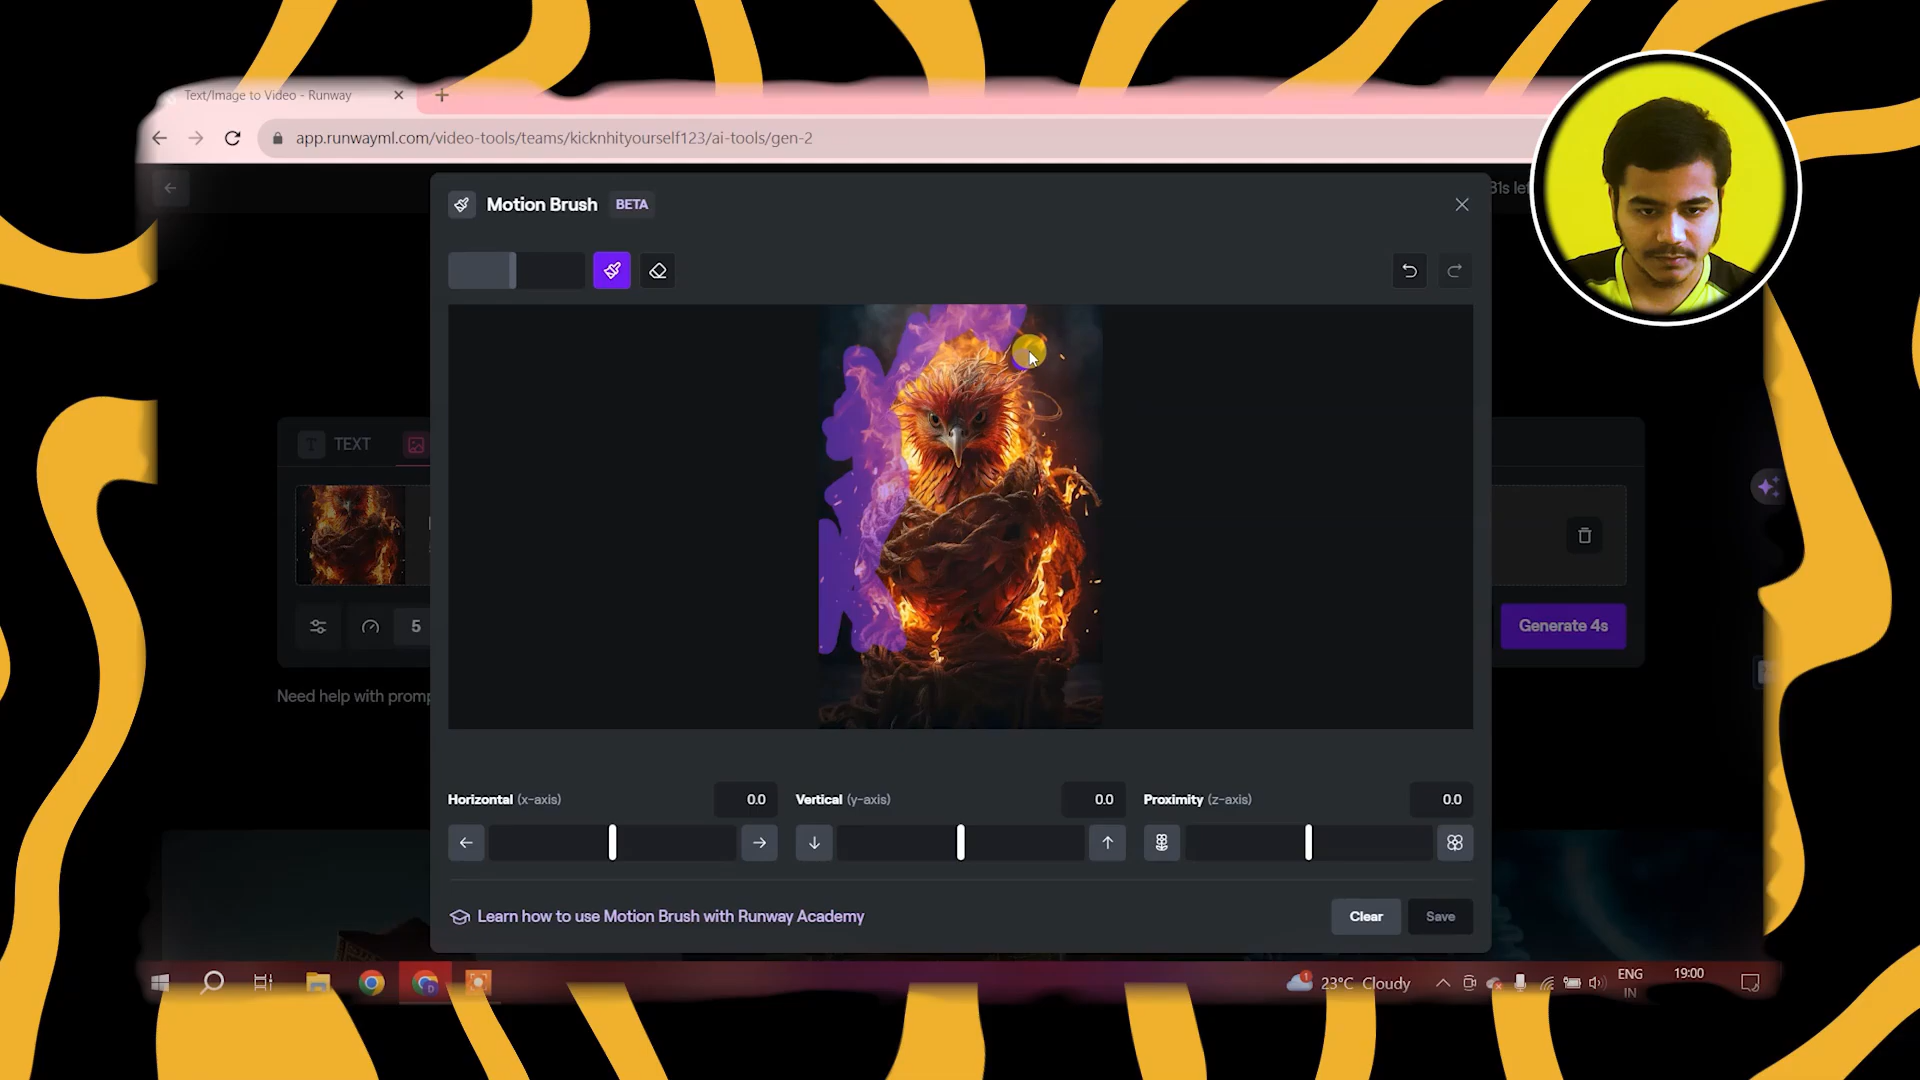 Text/Image to Video - Runway
app.runwayml.com/video-tools/teams/kicknhityourself123/ai-tools/gen-2
Motion Brush BETA
TEXT
5
Generate 4s
Need help with promp
Horizontal (x-axis) 0.0
Vertical (y-axis) 0.0
Proximity (z-axis) 0.0
Learn how to use Motion Brush with Runway Academy
Clear
Save
1
23°C Cloudy
ENG
IN
19:00